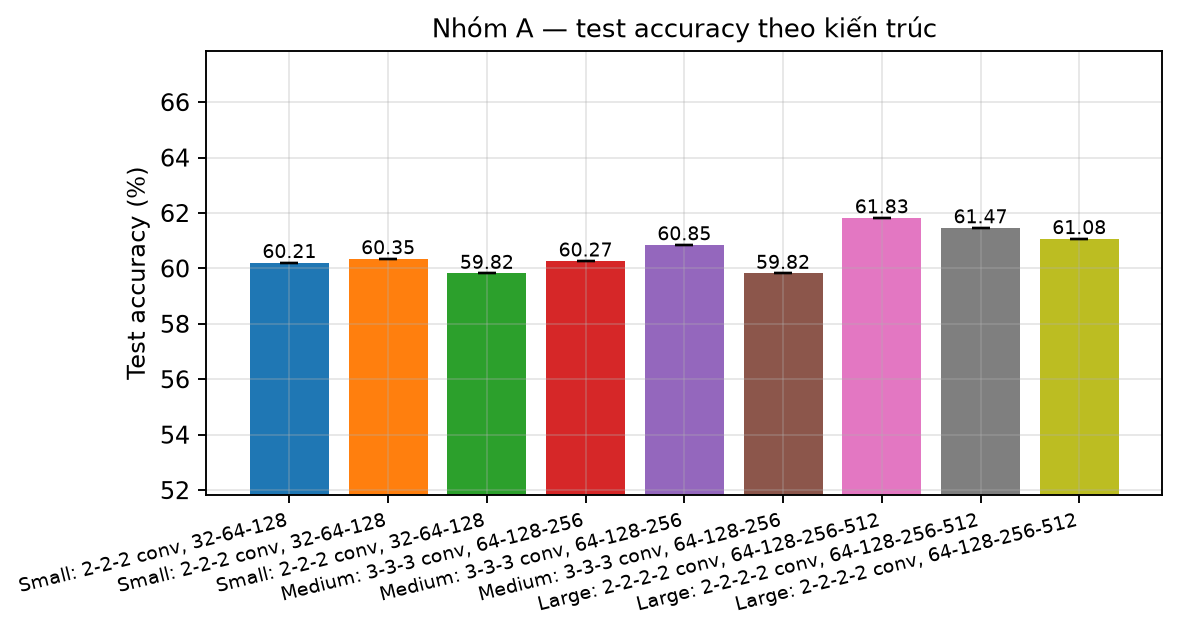 Nhóm A — test accuracy theo kiến trúc
Test accuracy (%)
66
64
62
60
58
56
54
52
60.21
60.35
59.82
60.27
60.85
59.82
61.83
61.47
61.08
Small: 2-2-2 conv, 32-64-128
Small: 2-2-2 conv, 32-64-128
Small: 2-2-2 conv, 32-64-128
Medium: 3-3-3 conv, 64-128-256
Medium: 3-3-3 conv, 64-128-256
Medium: 3-3-3 conv, 64-128-256
Large: 2-2-2-2 conv, 64-128-256-512
Large: 2-2-2-2 conv, 64-128-256-512
Large: 2-2-2-2 conv, 64-128-256-512